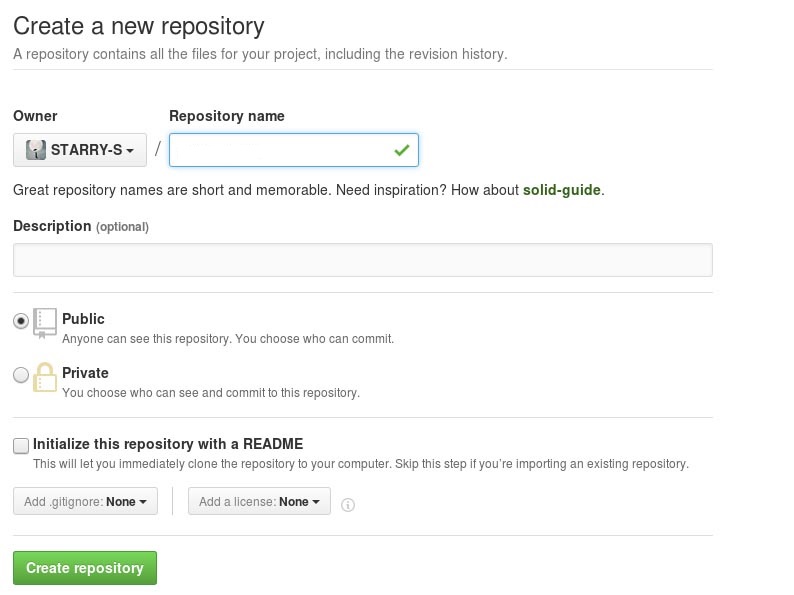 Create a new repository
A repository contains all the files for your project, including the revision history.
Owner Repository name
STARRY-S /
Great repository names are short and memorable. Need inspiration? How about solid-guide.
Description (optional)
Public
Anyone can see this repository. You choose who can commit.
Private
You choose who can see and commit to this repository.
Initialize this repository with a README
This will let you immediately clone the repository to your computer. Skip this step if you’re importing an existing repository.
Add .gitignore: None Add a license: None
Create repository